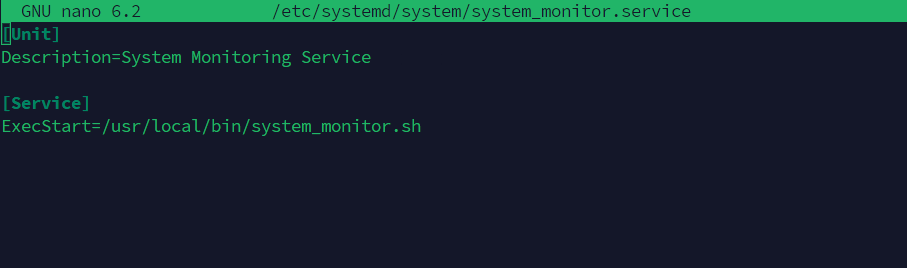 GNU nano 6.2 /etc/systemd/system/system_monitor.service
[Unit]
Description=System Monitoring Service
[Service]
ExecStart=/usr/local/bin/system_monitor.sh